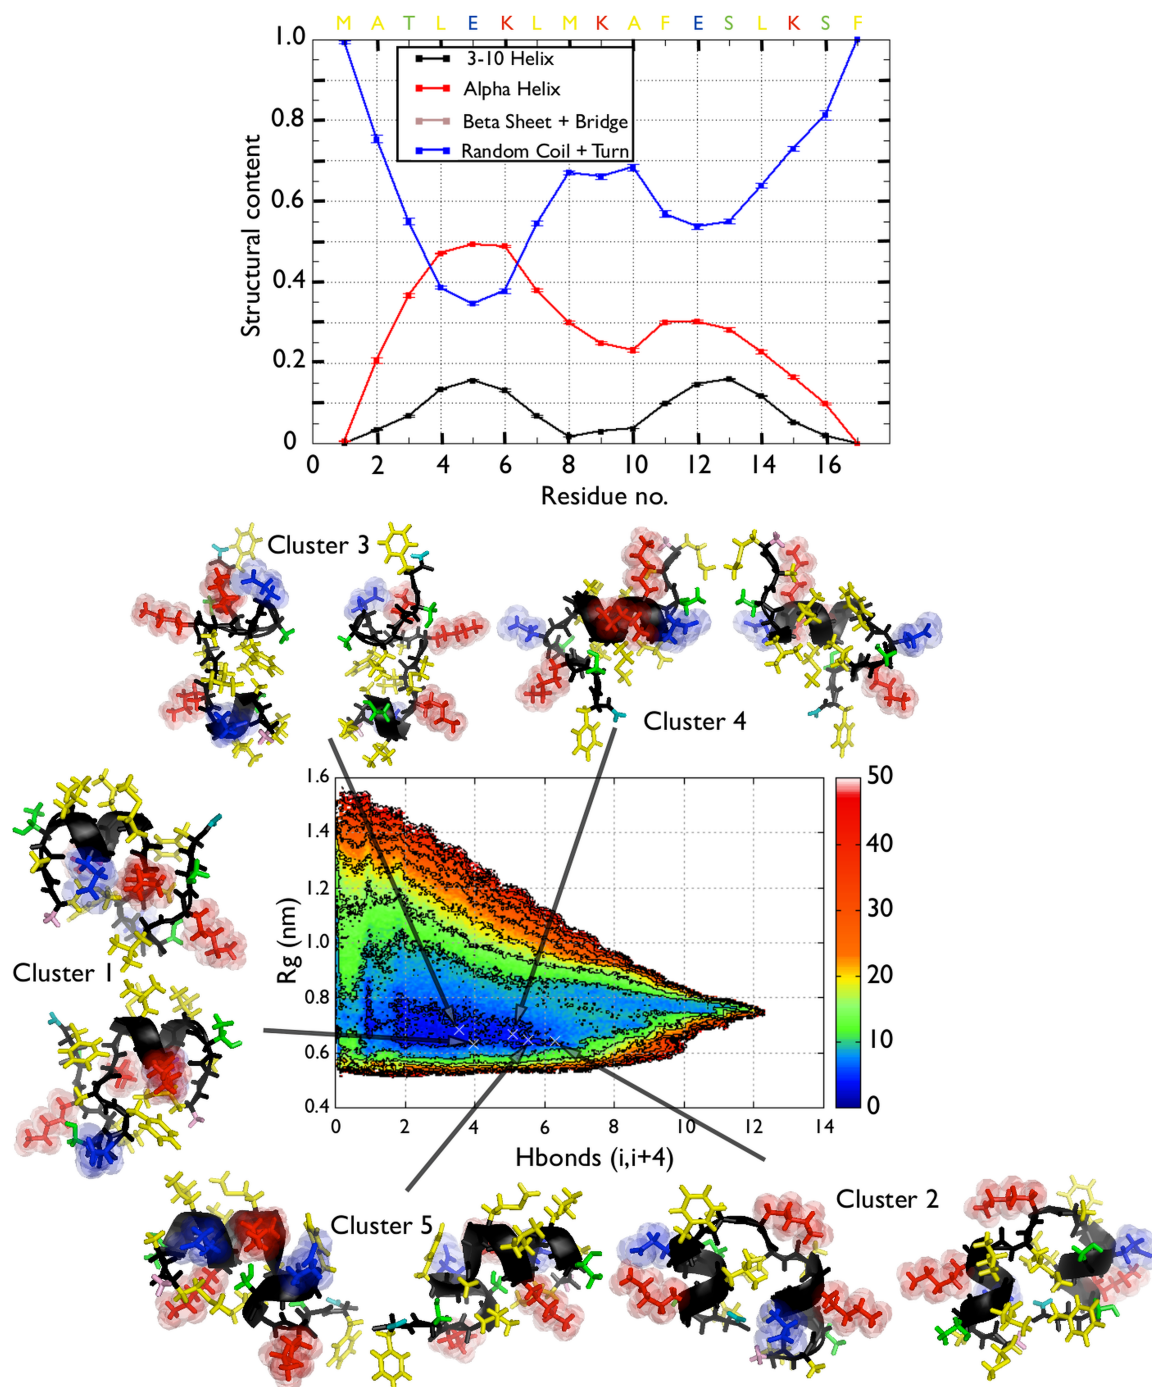 M A T L E K L M K A F E S L K S F
1.0
0.8
0.6
0.4
0.2
0
3-10 Helix
Alpha Helix
Beta Sheet + Bridge
Random Coil + Turn
Structural content
0 2 4 6 8 10 12 14 16
Residue no.
Cluster 3
Cluster 4
Cluster 1
1.6
1.4
1.2
1.0
0.8
0.6
0.4
Rg (nm)
0 2 4 6 8 10 12 14
Hbonds (i,i+4)
50
40
30
20
10
0
Cluster 5
Cluster 2